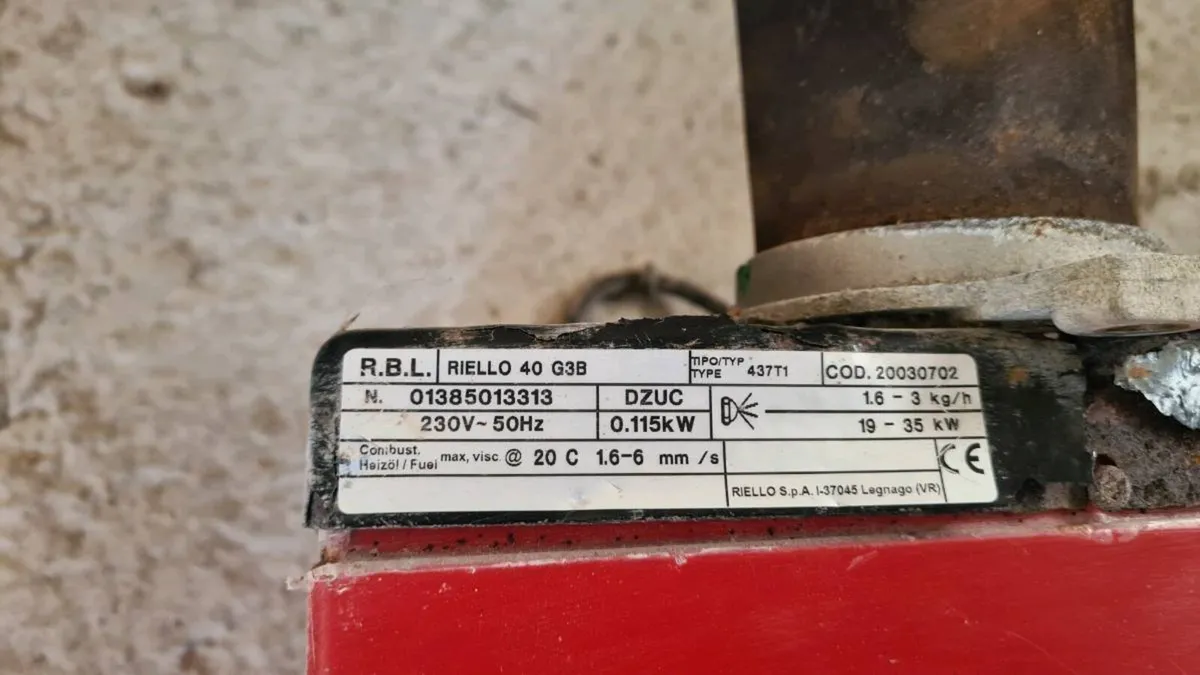 R.B.L. RIELLO 40 G3B TIPO/TYP TYPE 437T1 COD. 20030702
N. 01385013313 DZUC 1.6 - 3 kg/h
230V~ 50Hz 0.115kW 19 - 35 kW
Combust. Heizöl / Fuel max, visc. @ 20 C 1.6-6 mm /s CE
RIELLO S.p.A. I-37045 Legnago (VR)